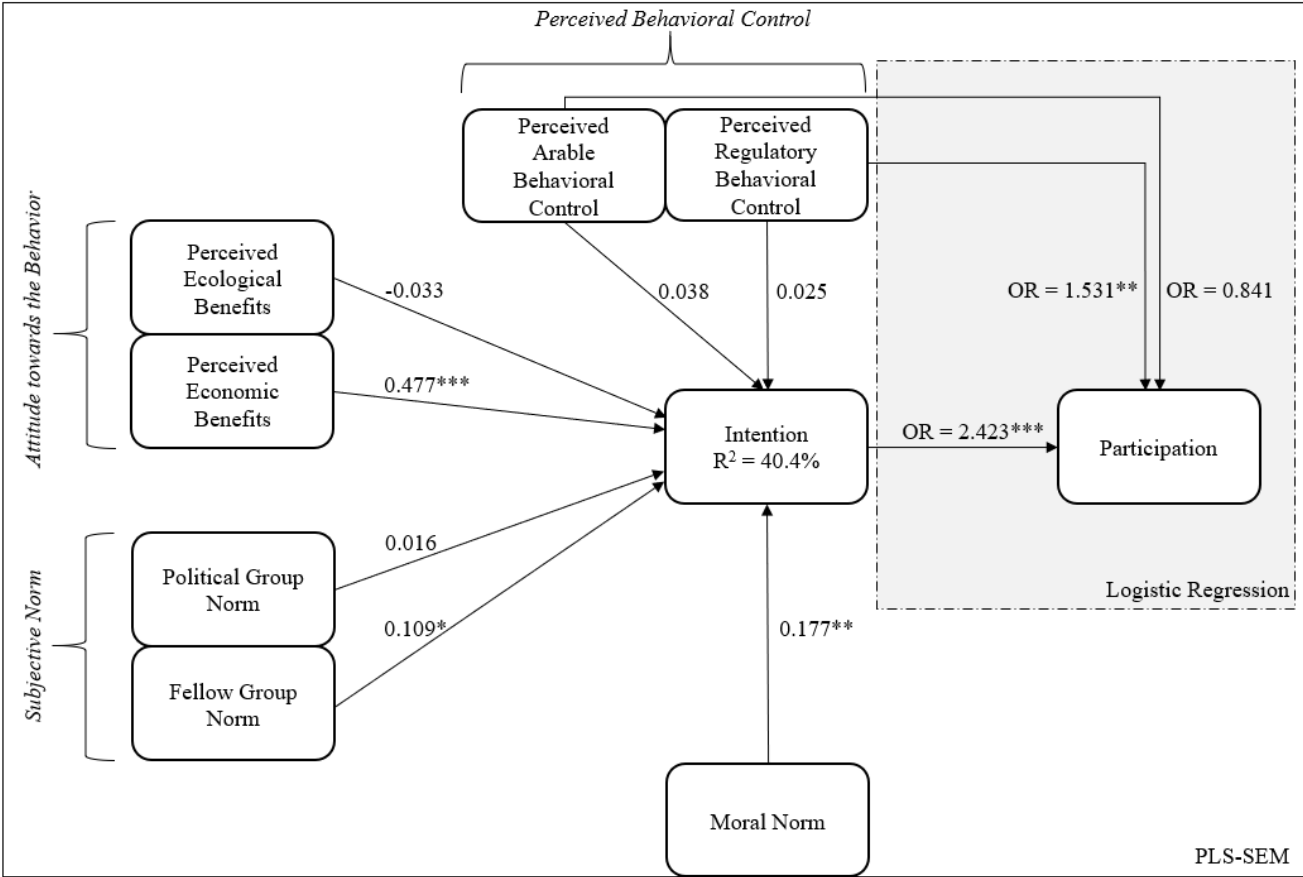 Perceived Behavioral Control
Perceived
Arable
Behavioral
Control
Perceived
Regulatory
Behavioral
Control
Attitude towards the Behavior
Perceived
Ecological
Benefits
Perceived
Economic
Benefits
-0.033
0.477***
0.038
0.025
OR = 1.531**
OR = 0.841
Intention
R² = 40.4%
OR = 2.423***
Participation
Logistic Regression
Subjective Norm
Political Group
Norm
Fellow Group
Norm
0.016
0.109*
0.177**
Moral Norm
PLS-SEM